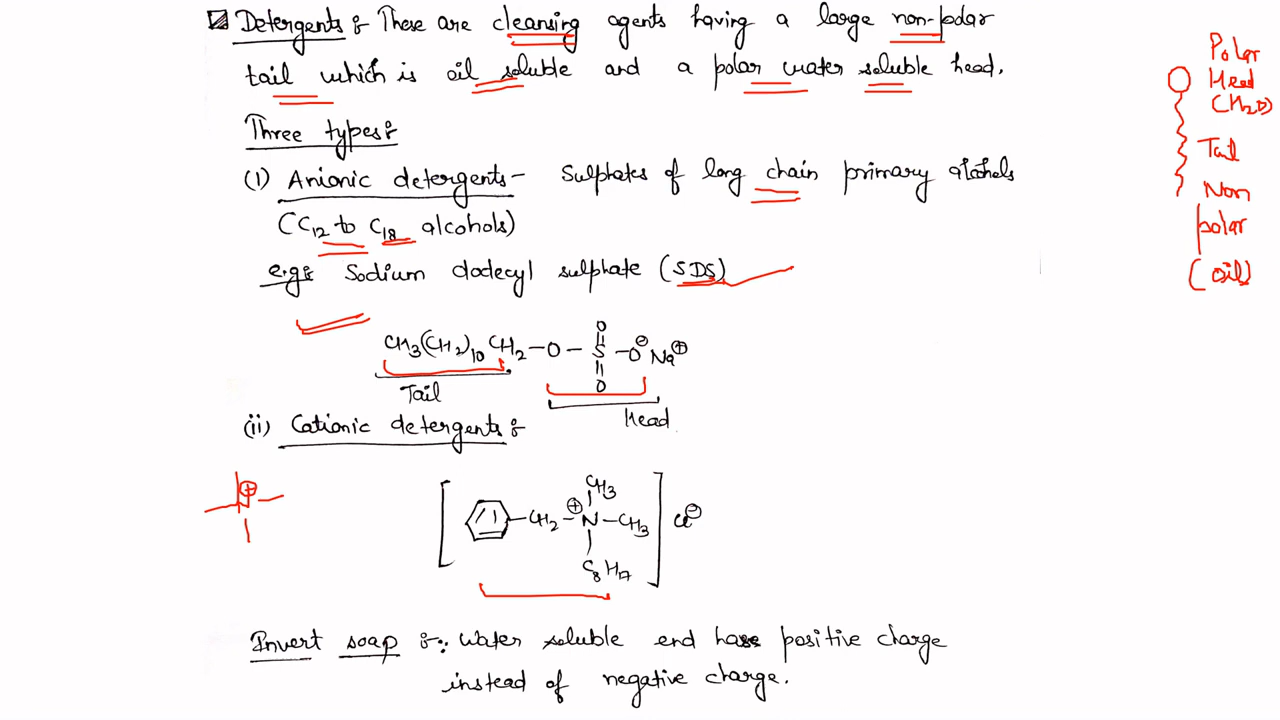 Detergents :- These are cleansing agents having a large non-polar
tail which is oil soluble and a polar water soluble head.
Three types :-
(1) Anionic detergents - Sulphates of long chain primary alcohols
(C12 to C18 alcohols)
e.g :- Sodium dodecyl sulphate (SDS)
CH3(CH2)10 CH2-O-S-O⊖Na⊕
O
O
Tail
Head
(ii) Cationic detergents :-
N⊕
CH3
CH2-N⊕-CH3
C8H17
Cl⊖
Invert soap :- ∵ Water soluble end has positive charge
instead of negative charge.
Polar
Head
(H2O)
Tail
Non
polar
(oil)